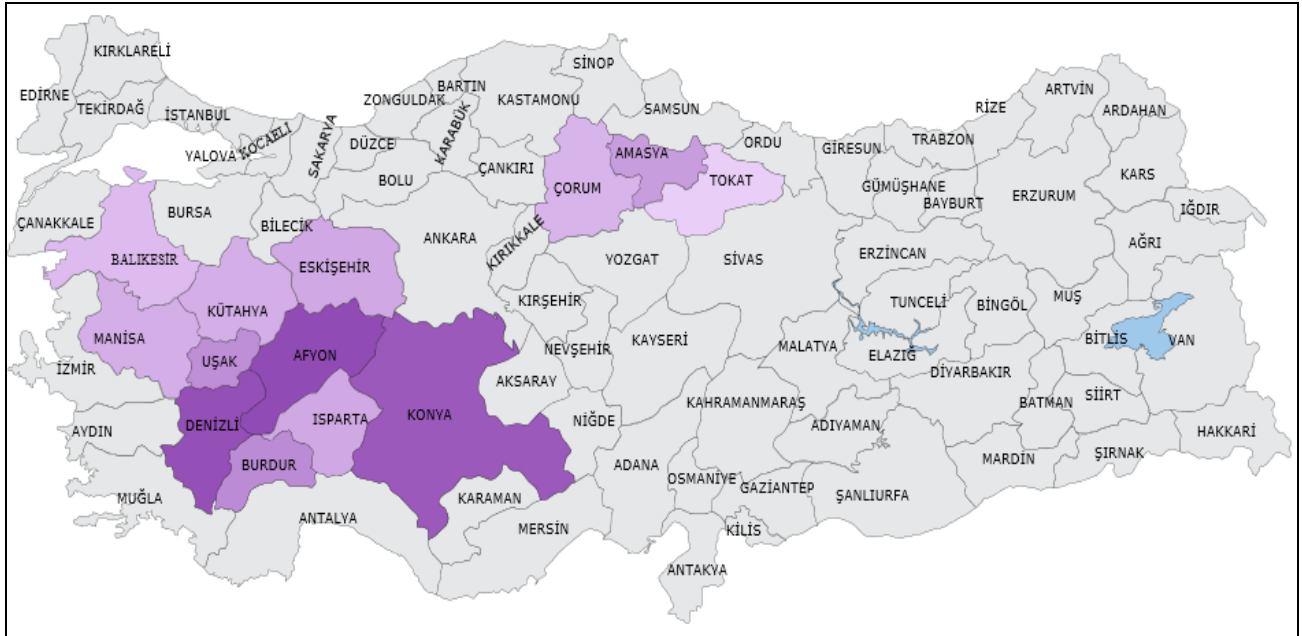 KIRKLARELİ
EDİRNE
TEKİRDAĞ
İSTANBUL
YALOVA
KOCAELİ
SAKARYA
DÜZCE
ZONGULDAK
BARTIN
KARABÜK
KASTAMONU
SİNOP
SAMSUN
ÇANKIRI
BOLU
ÇORUM
AMASYA
TOKAT
ORDU
GİRESUN
TRABZON
RİZE
ARTVİN
ARDAHAN
KARS
IĞDIR
AĞRI
ERZURUM
GÜMÜŞHANE
BAYBURT
ERZİNCAN
ÇANAKKALE
BURSA
BİLECİK
BALIKESİR
ESKİŞEHİR
ANKARA
KIRIKKALE
YOZGAT
SİVAS
TUNCELİ
BİNGÖL
MUŞ
BİTLİS
VAN
KÜTAHYA
MANİSA
UŞAK
AFYON
KIRŞEHİR
NEVŞEHİR
KAYSERİ
MALATYA
ELAZIĞ
DİYARBAKIR
BATMAN
SİİRT
İZMİR
AKSARAY
NİĞDE
KAHRAMANMARAŞ
ADIYAMAN
MARDİN
ŞIRNAK
HAKKARİ
AYDIN
DENİZLİ
ISPARTA
KONYA
BURDUR
MUĞLA
ANTALYA
KARAMAN
MERSİN
ADANA
OSMANİYE
GAZİANTEP
ŞANLIURFA
KİLİS
ANTAKYA